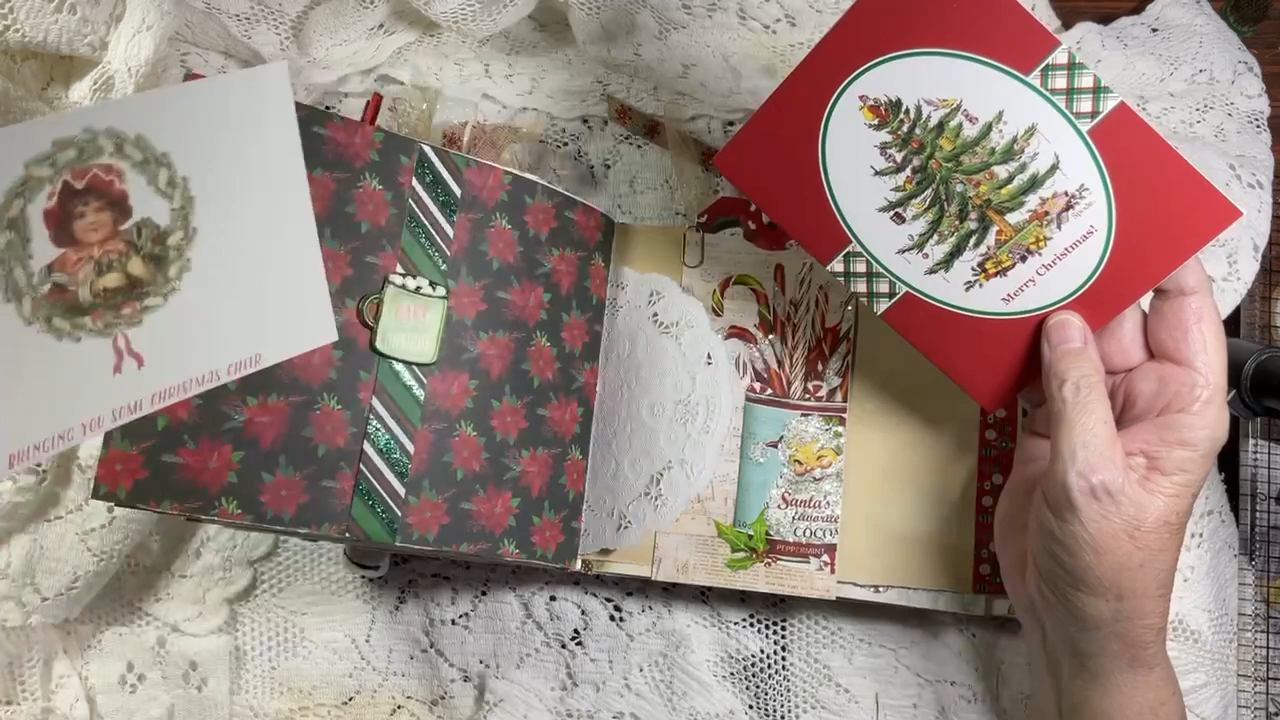 BRINGING YOU SOME CHRISTMAS CHEER
Merry Christmas!
Santa's
favorite
COCOA
PEPPERMINT